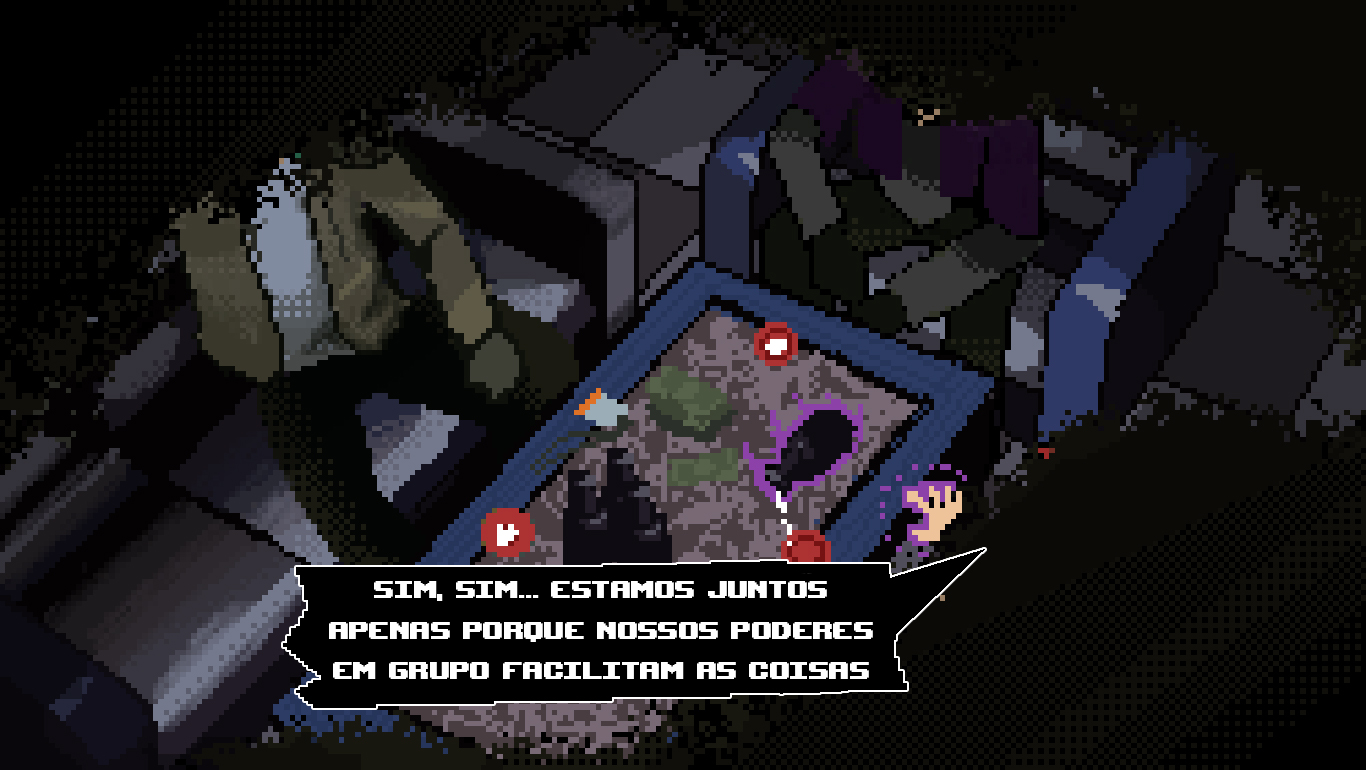 SIM, SIM... ESTAMOS JUNTOS
APENAS PORQUE NOSSOS PODERES
EM GRUPO FACILITAM AS COISAS